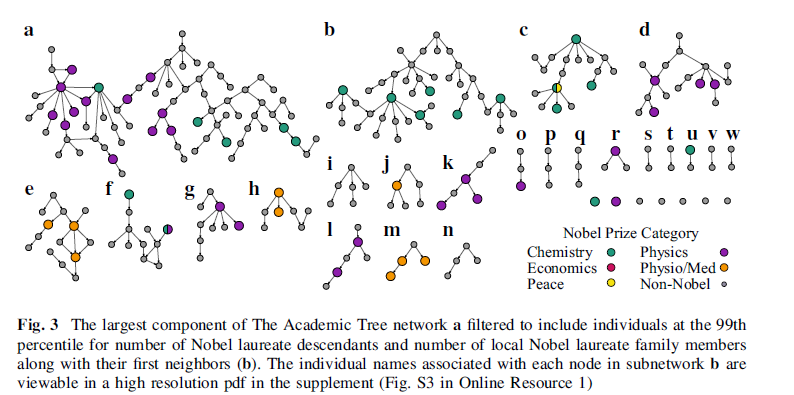 a
b
c
d
o p q r s t u v w
e
f
g
h
i
j
k
l
m
n
Nobel Prize Category
Chemistry
Physics
Economics
Physio/Med
Peace
Non-Nobel
Fig. 3 The largest component of The Academic Tree network a filtered to include individuals at the 99th
percentile for number of Nobel laureate descendants and number of local Nobel laureate family members
along with their first neighbors (b). The individual names associated with each node in subnetwork b are
viewable in a high resolution pdf in the supplement (Fig. S3 in Online Resource 1)